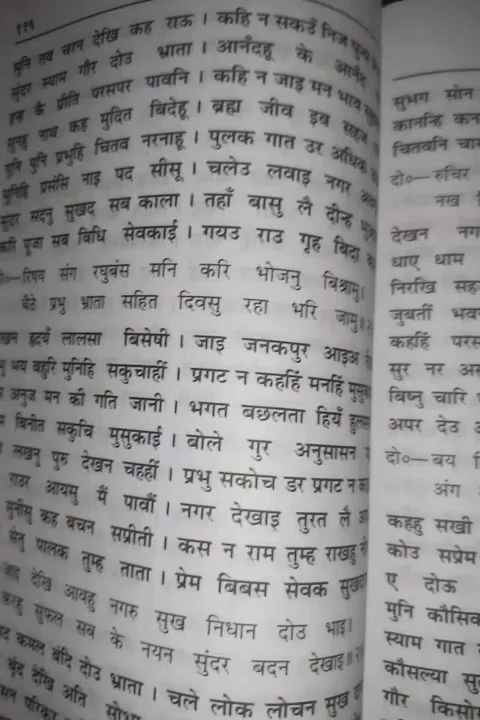 ११६
मुनि तव चरन देखि कह राऊ । कहि न सकउँ निज पुन्य
सुंदर स्याम गौर दोउ भ्राता । आनँदहू के आनँद
कै प्रीति परसपर पावनि । कहि न जाइ मन भाव
सुनहु नाथ कह मुदित बिदेहू । ब्रह्म जीव इव सहज
पुनि पुनि प्रभुहि चितव नरनाहू । पुलक गात उर अधिक
मुनिहि प्रसंसि नाइ पद सीसू । चलेउ लवाइ नगर
सुंदर सदनु सुखद सब काला । तहाँ बासु लै दीन्ह
करि पूजा सब बिधि सेवकाई । गयउ राउ गृह बिदा
रिषय संग रघुबंस मनि करि भोजनु बिश्रामु ।
बैठे प्रभु भ्राता सहित दिवसु रहा भरि जामु ॥
हृदयँ लालसा बिसेषी । जाइ जनकपुर आइअ
भय बहुरि मुनिहि सकुचाहीं । प्रगट न कहहिं मनहिं
अनुज मन की गति जानी । भगत बछलता हियँ
बिनीत सकुचि मुसुकाई । बोले गुर अनुसासन
लखनु पुरु देखन चहहीं । प्रभु सकोच डर प्रगट न
राउर आयसु मैं पावौं । नगर देखाइ तुरत लै
मुनीसु कह बचन सप्रीती । कस न राम तुम्ह राखहु
सेतु पालक तुम्ह ताता । प्रेम बिबस सेवक
जाइ देखि आवहु नगरु सुख निधान दोउ भाइ ।
करहु सुफल सब के नयन सुंदर बदन देखाइ ॥
पद कमल बंदि दोउ भ्राता । चले लोक लोचन सुख
बृंद देखि अति सोभा
सुभग सोन
कानन्हि कन
चितवनि चा
दो०— रुचिर
नख
देखन नग
धाए धाम
निरखि सह
जुबतीं भव
कहहिं परस
सुर नर अस
बिष्नु चारि
अपर देउ
दो०— बय
अंग
कहहु सखी
कोउ सप्रेम
ए दोऊ
मुनि कौसिक
स्याम गात
कौसल्या सु
गौर किसो